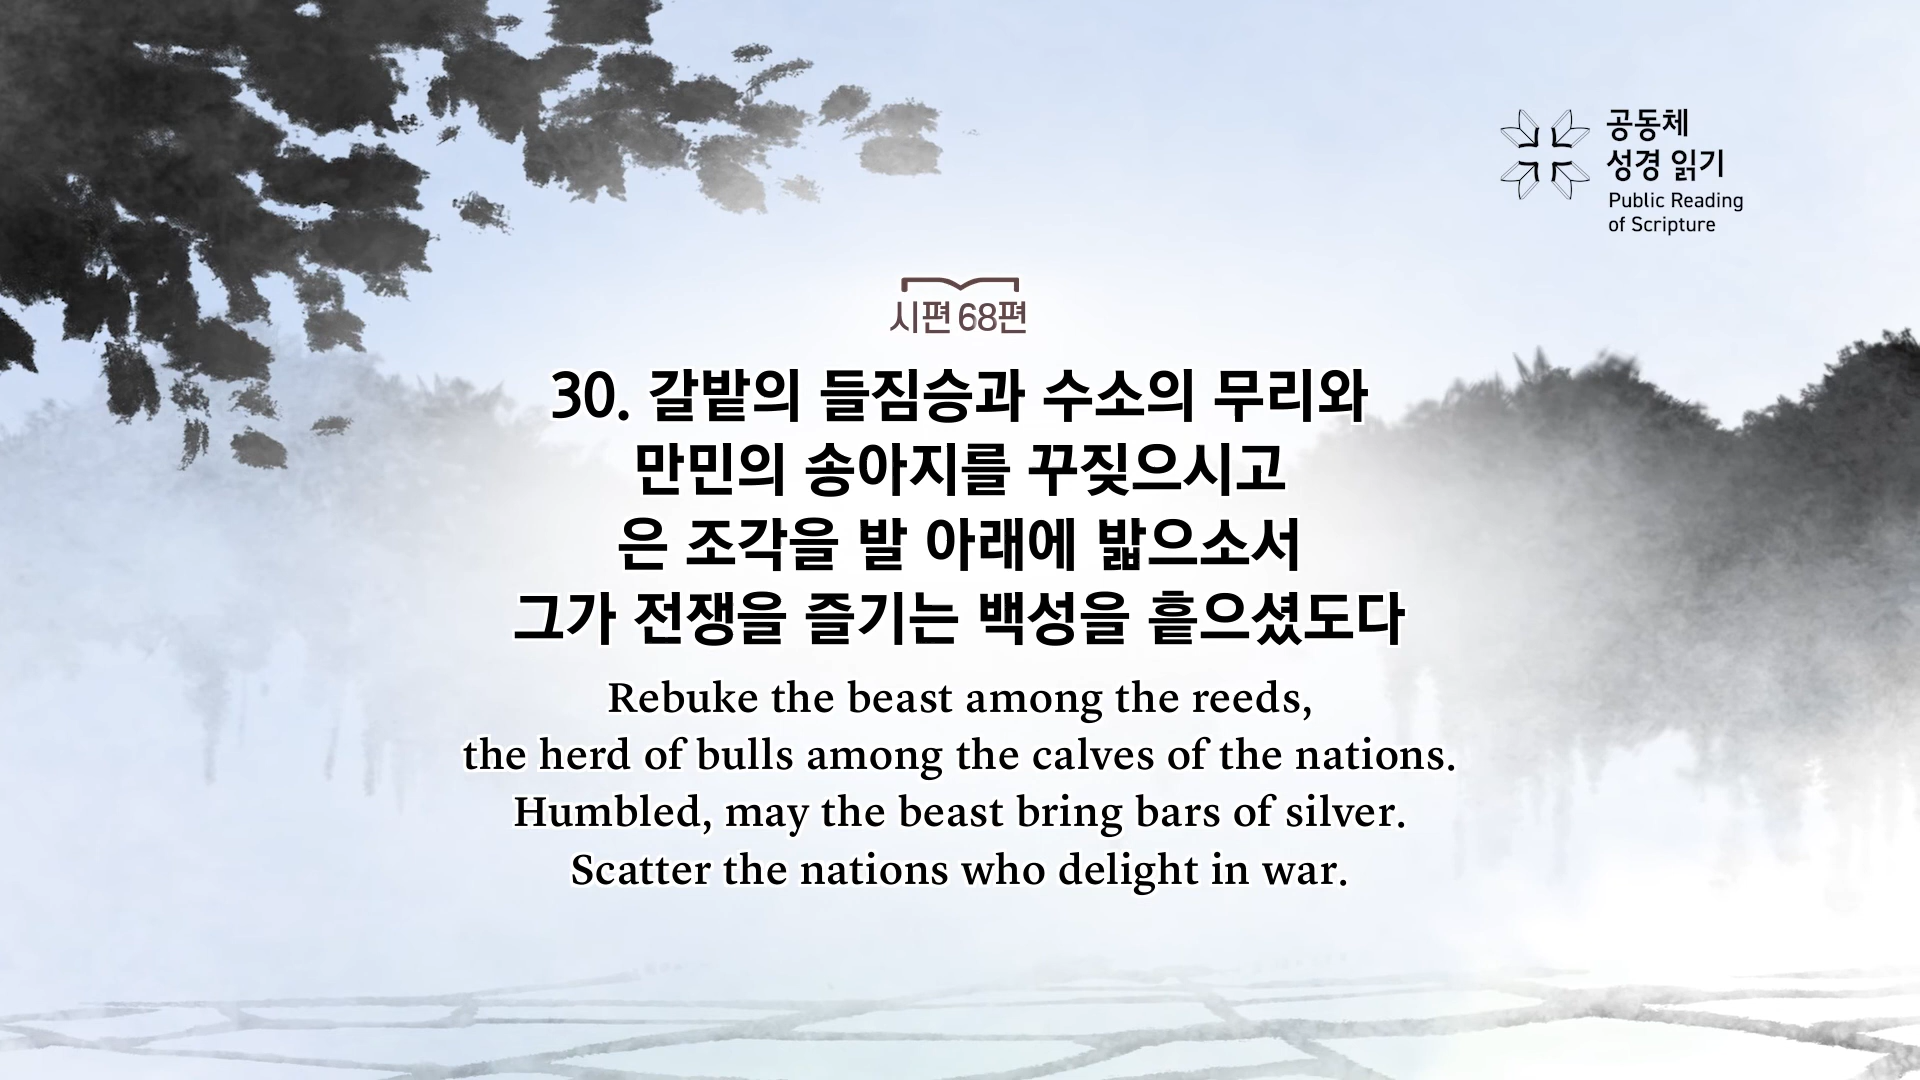 공동체
성경 읽기
Public Reading
of Scripture
시편 68편
30. 갈밭의 들짐승과 수소의 무리와
만민의 송아지를 꾸짖으시고
은 조각을 발 아래에 밟으소서
그가 전쟁을 즐기는 백성을 흩으셨도다
Rebuke the beast among the reeds,
the herd of bulls among the calves of the nations.
Humbled, may the beast bring bars of silver.
Scatter the nations who delight in war.